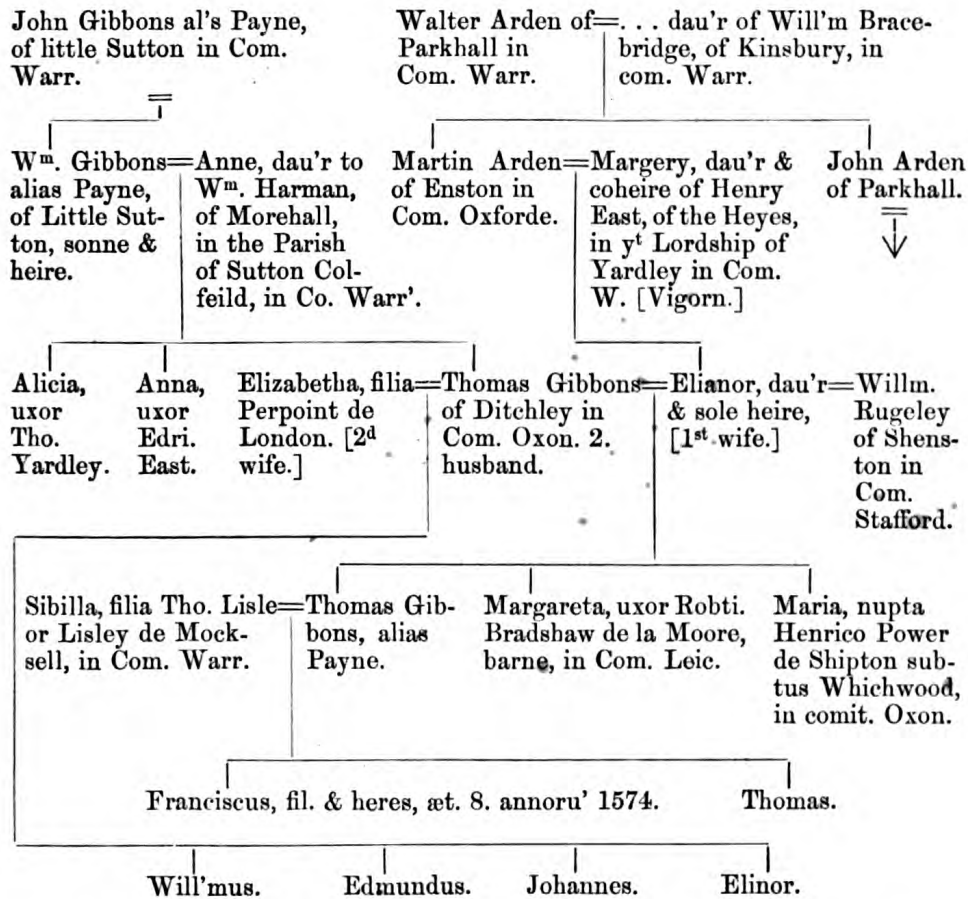 John Gibbons al's Payne,
of little Sutton in Com.
Warr.
Walter Arden of=. . . dau'r of Will'm Brace-
Parkhall in
Com. Warr.
bridge, of Kinsbury, in
com. Warr.
Wm. Gibbons=Anne, dau'r to
alias Payne,
of Little Sut-
ton, sonne &
heire.
Wm. Harman,
of Morehall,
in the Parish
of Sutton Col-
feild, in Co. Warr'.
Martin Arden=Margery, dau'r &
of Enston in
Com. Oxforde.
coheire of Henry
East, of the Heyes,
in yt Lordship of
Yardley in Com.
W. [Vigorn.]
John Arden
of Parkhall.
Alicia,
uxor
Tho.
Yardley.
Anna,
uxor
Edri.
East.
Elizabetha, filia=Thomas Gibbons=Elianor, dau'r=Willm.
Perpoint de
London. [2d
wife.]
of Ditchley in
Com. Oxon. 2.
husband.
& sole heire,
[1st wife.]
Rugeley
of Shens-
ton in
Com.
Stafford.
Sibilla, filia Tho. Lisle=Thomas Gib-
or Lisley de Mock-
sell, in Com. Warr.
bons, alias
Payne.
Margareta, uxor Robti.
Bradshaw de la Moore,
barne, in Com. Leic.
Maria, nupta
Henrico Power
de Shipton sub-
tus Whichwood,
in comit. Oxon.
Franciscus, fil. & heres, æt. 8. annoru' 1574.
Thomas.
Will'mus.
Edmundus.
Johannes.
Elinor.